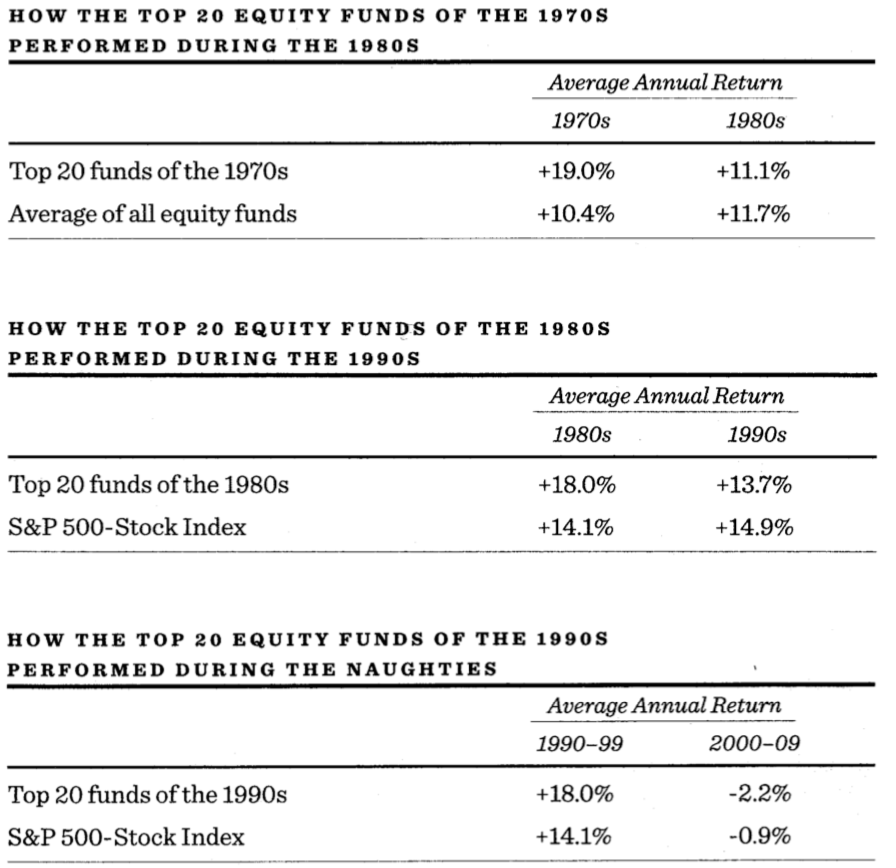 HOW THE TOP 20 EQUITY FUNDS OF THE 1970S
PERFORMED DURING THE 1980S
Average Annual Return
1970s 1980s
Top 20 funds of the 1970s +19.0% +11.1%
Average of all equity funds +10.4% +11.7%
HOW THE TOP 20 EQUITY FUNDS OF THE 1980S
PERFORMED DURING THE 1990S
Average Annual Return
1980s 1990s
Top 20 funds of the 1980s +18.0% +13.7%
S&P 500-Stock Index +14.1% +14.9%
HOW THE TOP 20 EQUITY FUNDS OF THE 1990S
PERFORMED DURING THE NAUGHTIES
Average Annual Return
1990–99 2000–09
Top 20 funds of the 1990s +18.0% -2.2%
S&P 500-Stock Index +14.1% -0.9%